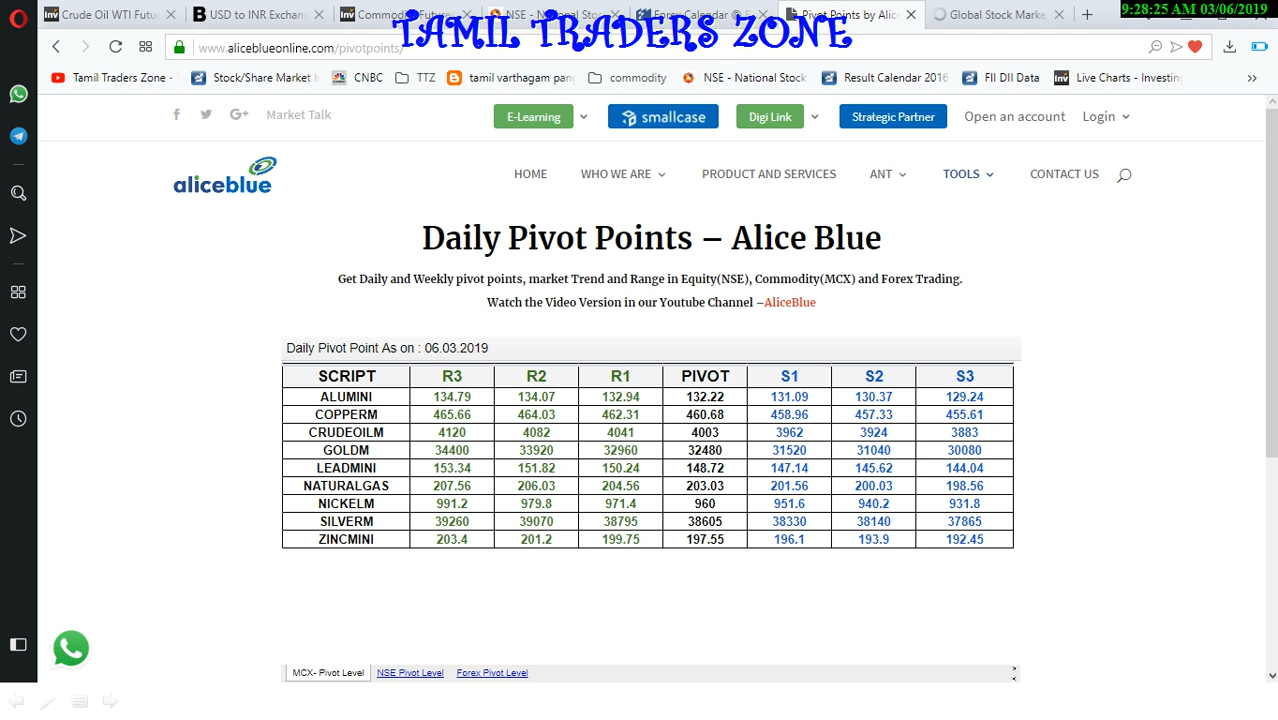 Crude Oil WTI Futu
USD to INR Exchan
Commodity Futures
NSE - National Sto
Forex Calendar @ F
Pivot Points by Alice
Global Stock Marke
9:28:25 AM 03/06/2019
TAMIL TRADERS ZONE
www.aliceblueonline.com/pivotpoints/
Tamil Traders Zone -
Stock/Share Market I
CNBC
TTZ
tamil varthagam pang
commodity
NSE - National Stock
Result Calendar 2016
FII DII Data
Live Charts - Investing
Market Talk
E-Learning
smallcase
Digi Link
Strategic Partner
Open an account
Login
aliceblue
HOME
WHO WE ARE
PRODUCT AND SERVICES
ANT
TOOLS
CONTACT US
Daily Pivot Points – Alice Blue
Get Daily and Weekly pivot points, market Trend and Range in Equity(NSE), Commodity(MCX) and Forex Trading.
Watch the Video Version in our Youtube Channel –AliceBlue
Daily Pivot Point As on : 06.03.2019
SCRIPT R3 R2 R1 PIVOT S1 S2 S3
ALUMINI 134.79 134.07 132.94 132.22 131.09 130.37 129.24
COPPERM 465.66 464.03 462.31 460.68 458.96 457.33 455.61
CRUDEOILM 4120 4082 4041 4003 3962 3924 3883
GOLDM 34400 33920 32960 32480 31520 31040 30080
LEADMINI 153.34 151.82 150.24 148.72 147.14 145.62 144.04
NATURALGAS 207.56 206.03 204.56 203.03 201.56 200.03 198.56
NICKELM 991.2 979.8 971.4 960 951.6 940.2 931.8
SILVERM 39260 39070 38795 38605 38330 38140 37865
ZINCMINI 203.4 201.2 199.75 197.55 196.1 193.9 192.45
MCX- Pivot Level
NSE Pivot Level
Forex Pivot Level